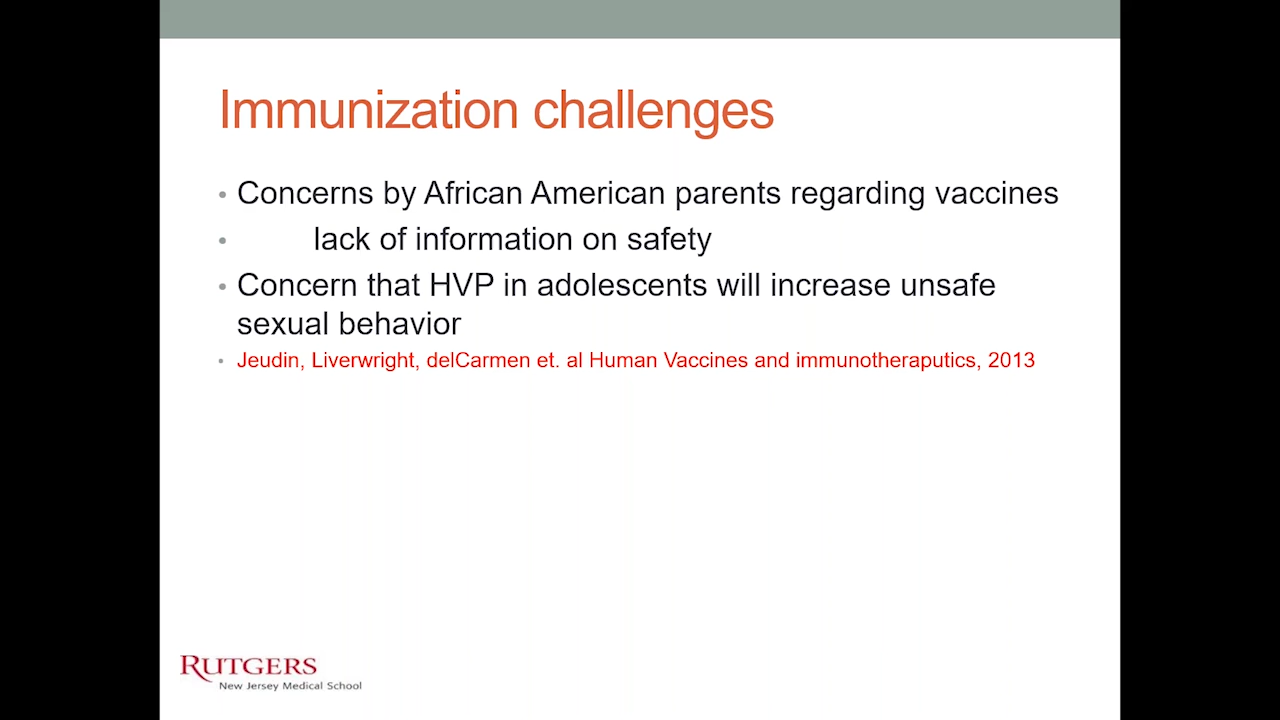 Immunization challenges
• Concerns by African American parents regarding vaccines
• lack of information on safety
• Concern that HVP in adolescents will increase unsafe
sexual behavior
• Jeudin, Liverwright, delCarmen et. al Human Vaccines and immunotheraputics, 2013
RUTGERS
New Jersey Medical School